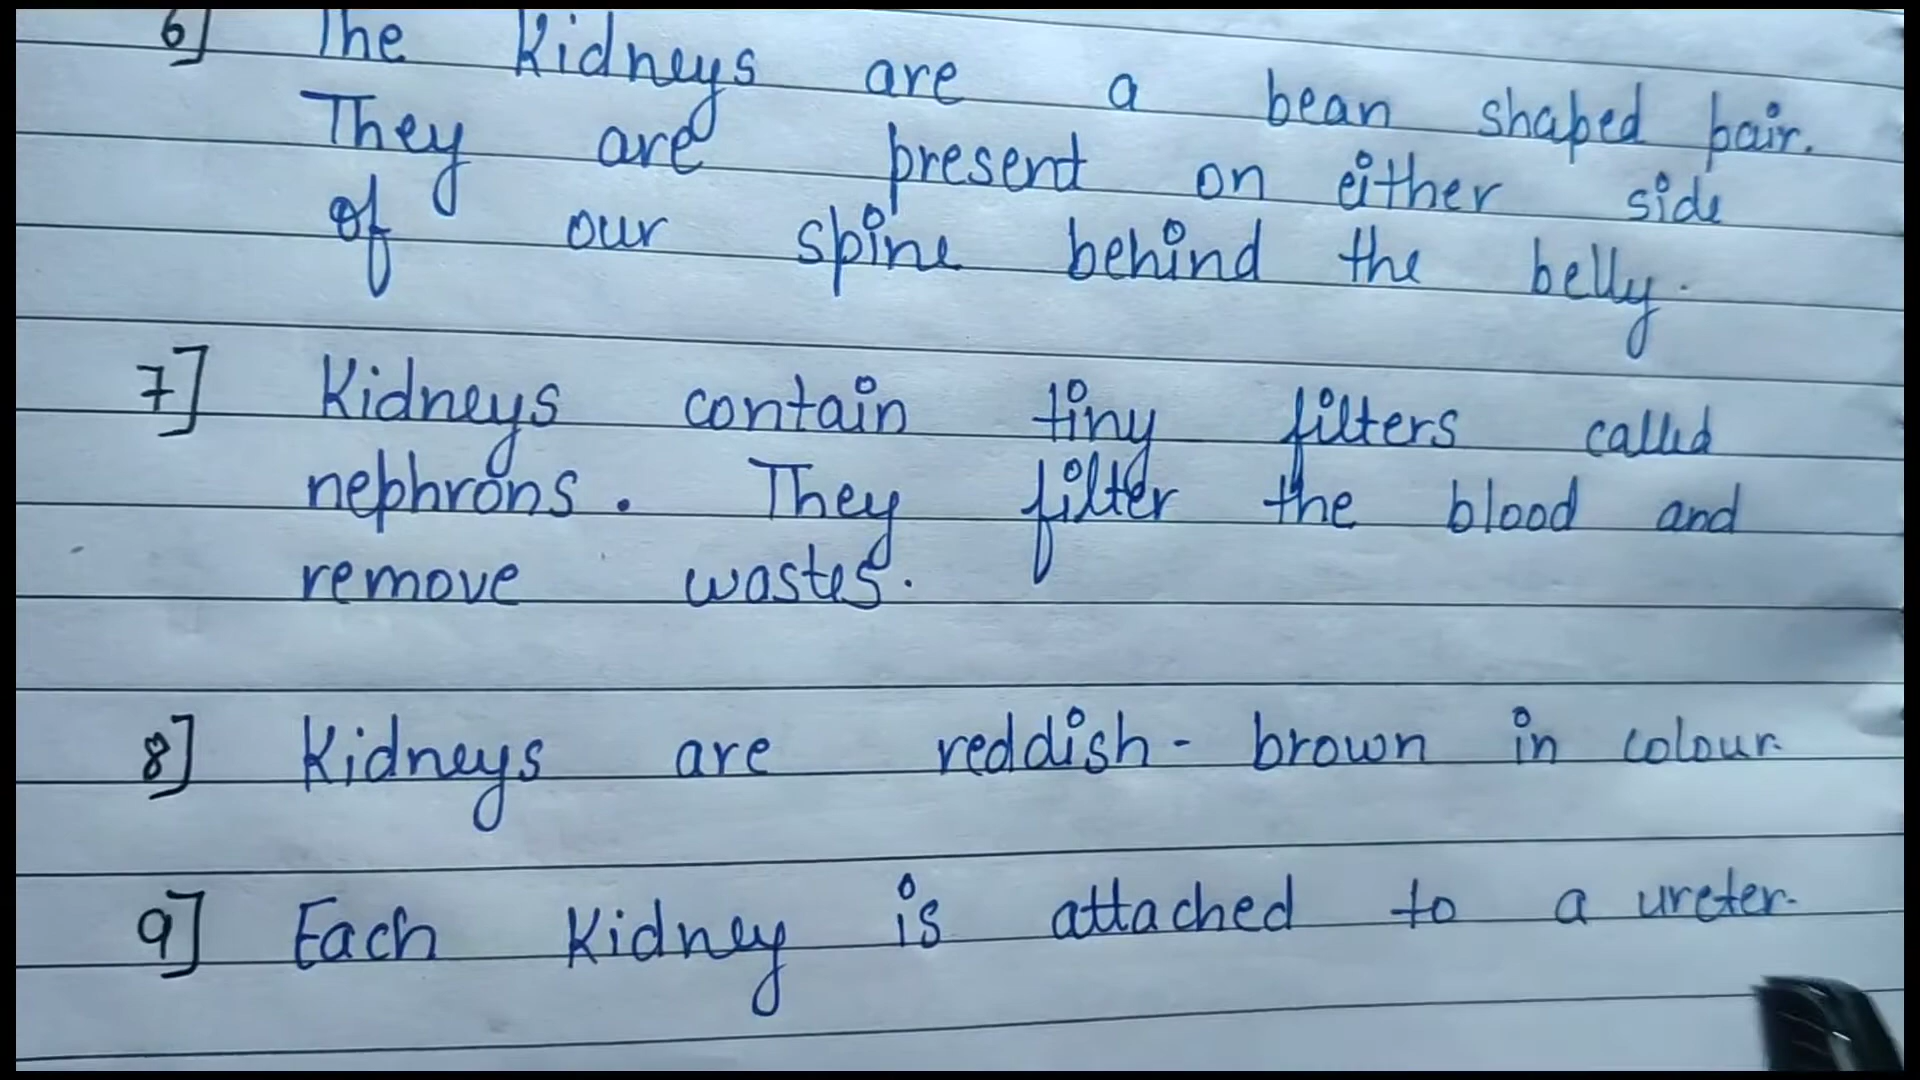 6] The Kidneys are a bean shaped pair.
They are present on either side
of our spine behind the belly.
7] Kidneys contain tiny filters called
nephrons. They filter the blood and
remove wastes.
8] Kidneys are reddish-brown in colour.
9] Each Kidney is attached to a ureter.